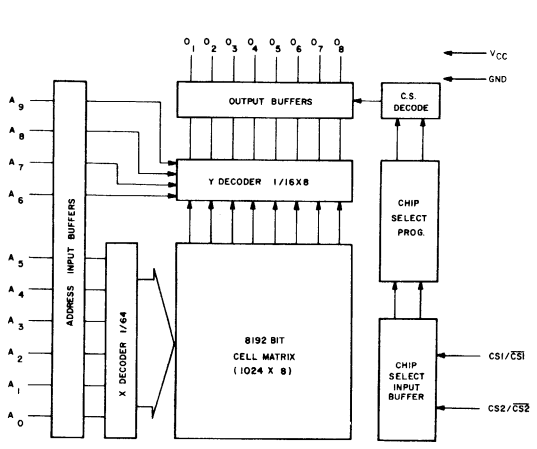 O1 O2 O3 O4 O5 O6 O7 O8
VCC
GND
A9
A8
A7
A6
A5
A4
A3
A2
A1
A0
ADDRESS INPUT BUFFERS
OUTPUT BUFFERS
C.S.
DECODE
Y DECODER 1/16X8
CHIP
SELECT
PROG.
X DECODER 1/64
8192 BIT
CELL MATRIX
(1024 X 8)
CHIP
SELECT
INPUT
BUFFER
CS1/C̅S̅1̅
CS2/C̅S̅2̅